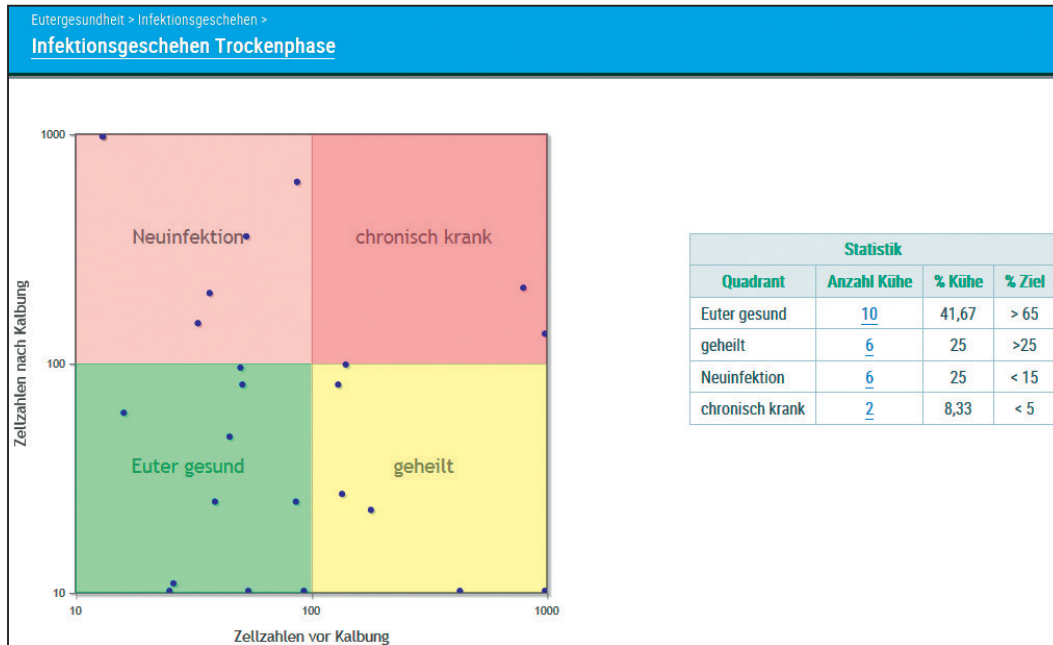 Eutergesundheit > Infektionsgeschehen >
Infektionsgeschehen Trockenphase
1000
Neuinfektion
chronisch krank
Zellzahlen nach Kalbung
100
Euter gesund
geheilt
10
10
100
1000
Zellzahlen vor Kalbung
Statistik
Quadrant Anzahl Kühe % Kühe % Ziel
Euter gesund 10 41,67 > 65
geheilt 6 25 >25
Neuinfektion 6 25 < 15
chronisch krank 2 8,33 < 5